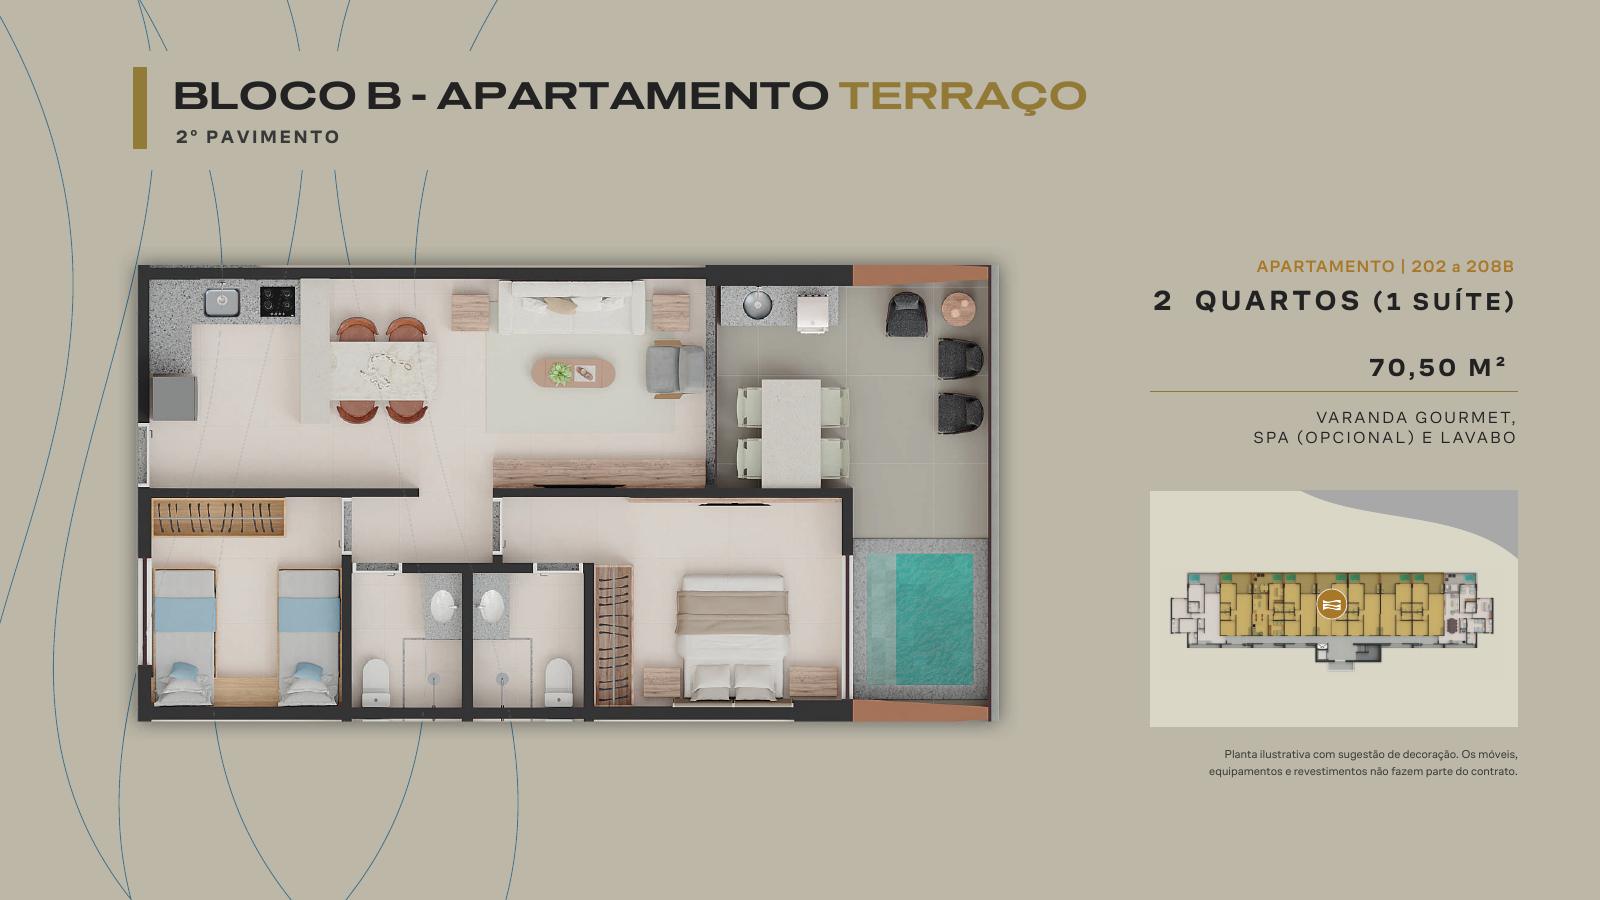 BLOCO B - APARTAMENTO TERRAÇO
2º PAVIMENTO
APARTAMENTO | 202 a 208B
2 QUARTOS (1 SUÍTE)
70,50 M²
VARANDA GOURMET,
SPA (OPCIONAL) E LAVABO
Planta ilustrativa com sugestão de decoração. Os móveis,
equipamentos e revestimentos não fazem parte do contrato.